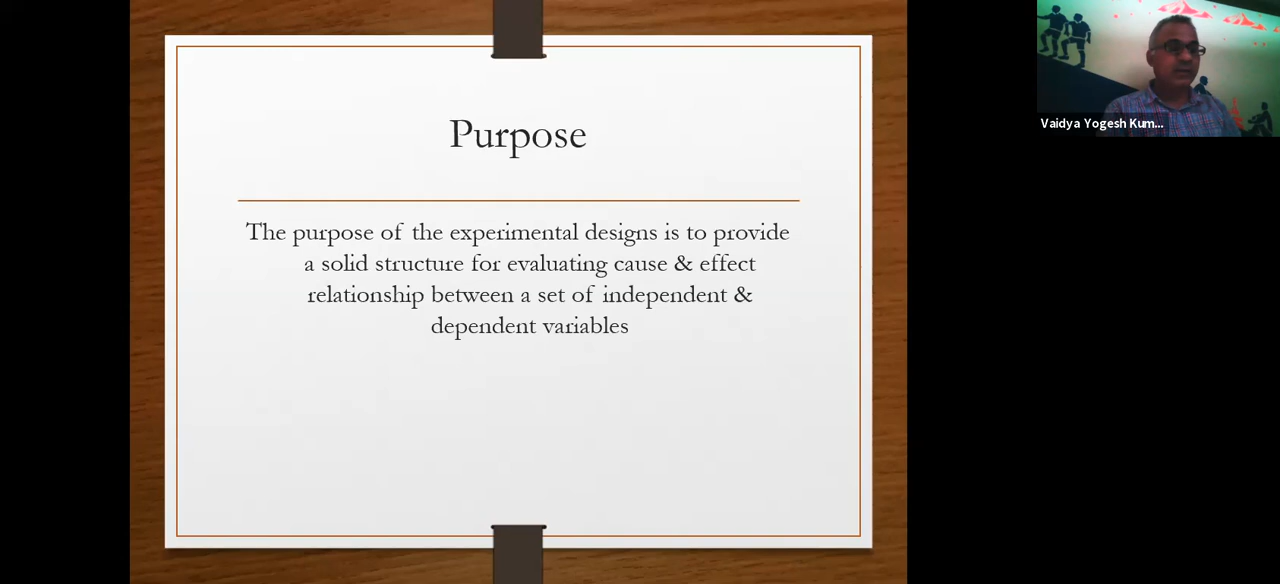 Purpose
The purpose of the experimental designs is to provide
a solid structure for evaluating cause & effect
relationship between a set of independent &
dependent variables
Vaidya Yogesh Kum...